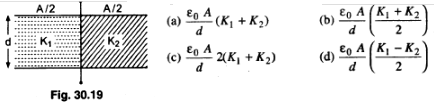 A/2 A/2
d K₁ K₂
Fig. 30.19
(a) ε₀ A / d (K₁ + K₂)
(b) ε₀ A / d ((K₁ + K₂) / 2)
(c) ε₀ A / d 2(K₁ + K₂)
(d) ε₀ A / d ((K₁ − K₂) / 2)